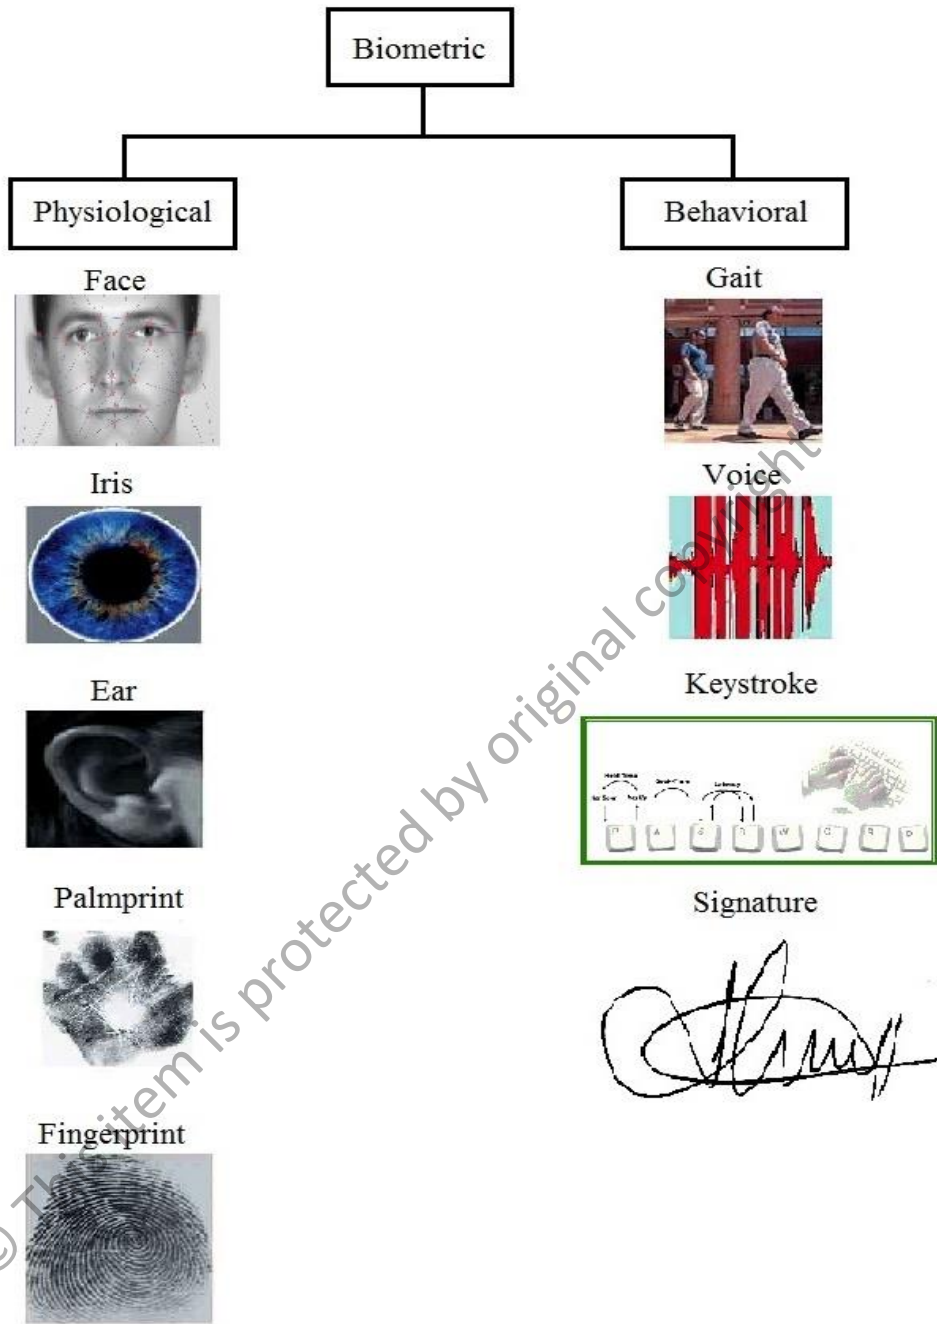 Biometric
Physiological
Behavioral
Face
Gait
Iris
Voice
Ear
Keystroke
Palmprint
Signature
Fingerprint
© This item is protected by original copyright